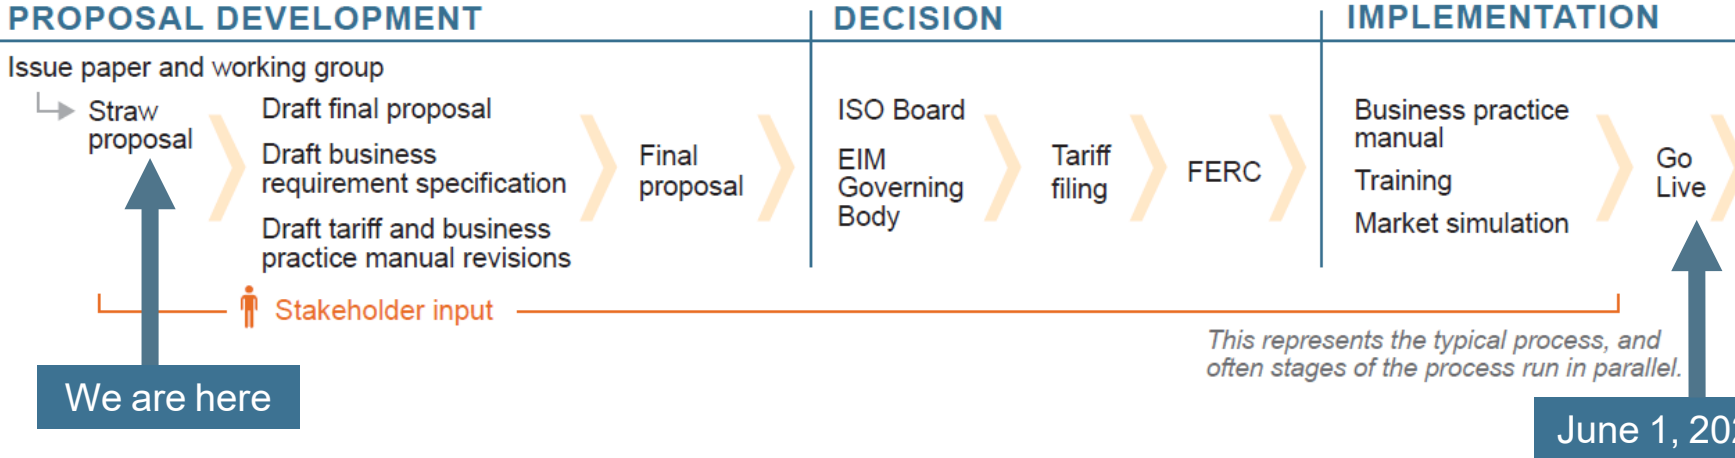 PROPOSAL DEVELOPMENT
DECISION
IMPLEMENTATION
Issue paper and working group
Straw
proposal
Draft final proposal
Draft business
requirement specification
Draft tariff and business
practice manual revisions
Final
proposal
ISO Board
EIM
Governing
Body
Tariff
filing
FERC
Business practice
manual
Training
Market simulation
Go
Live
Stakeholder input
This represents the typical process, and
often stages of the process run in parallel.
We are here
June 1,